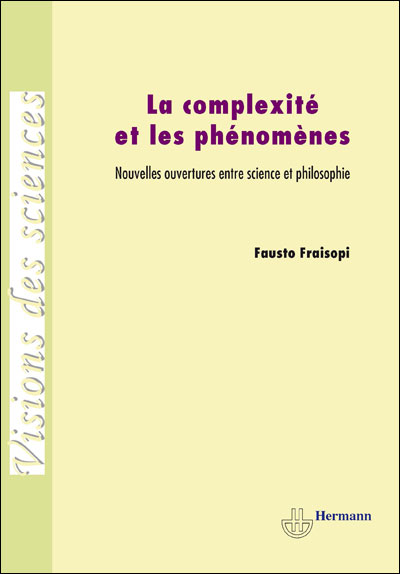 La complexité
et les phénomènes
Nouvelles ouvertures entre science et philosophie
Fausto Fraisopi
Visions des sciences
Hermann